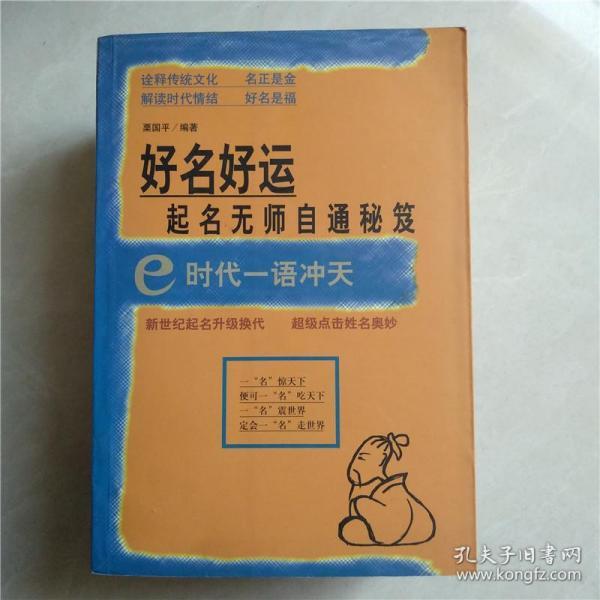 诠释传统文化 名正是金
解读时代情结 好名是福
栗国平/编著
好名好运
起名无师自通秘笈
e时代一语冲天
新世纪起名升级换代 超级点击姓名奥妙
一“名”惊天下
便可一“名”吃天下
一“名”震世界
定会一“名”走世界
孔夫子旧书网
www.kongfz.com